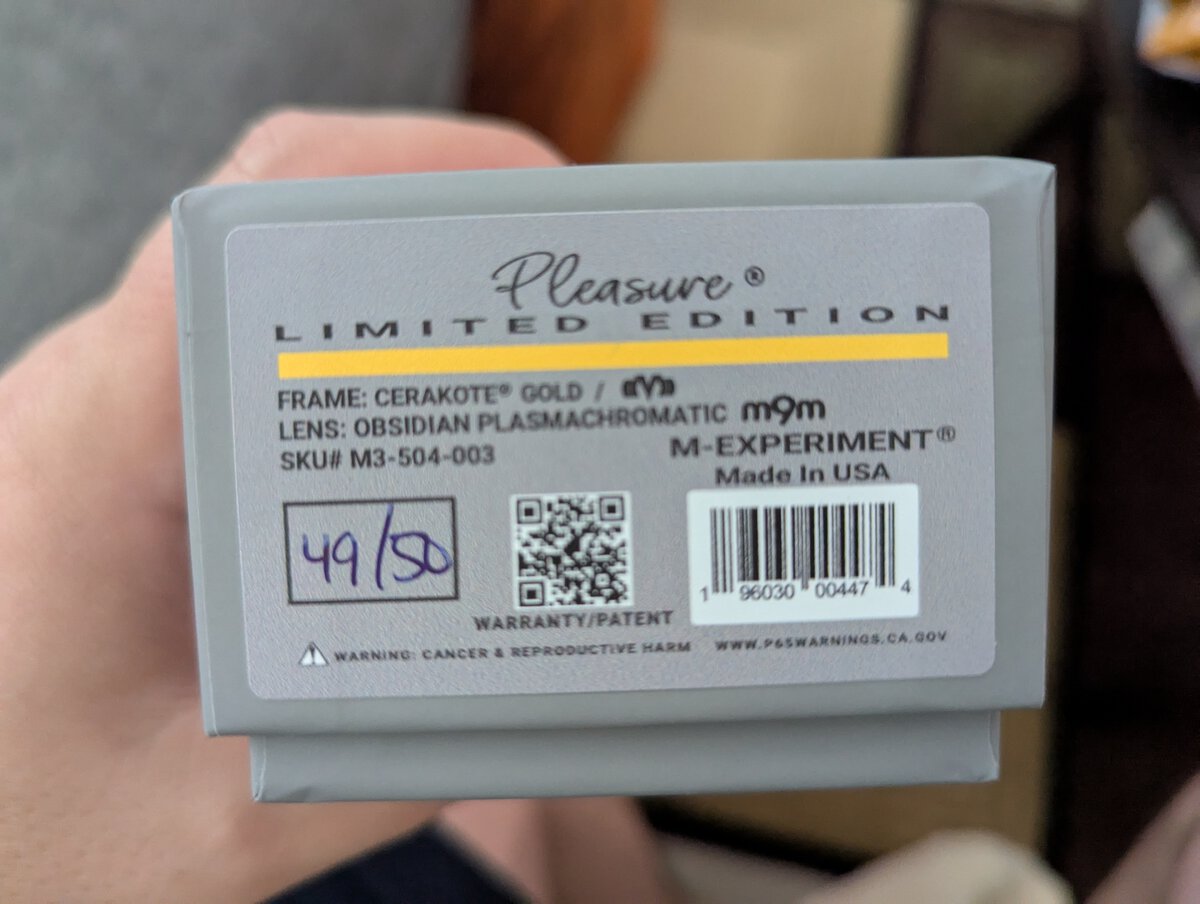 Pleasure®
LIMITED EDITION
FRAME: CERAKOTE® GOLD /
LENS: OBSIDIAN PLASMACHROMATIC
SKU# M3-504-003
m9m
M-EXPERIMENT®
Made In USA
49/50
WARRANTY/PATENT
1 96030 00447 4
WARNING: CANCER & REPRODUCTIVE HARM WWW.P65WARNINGS.CA.GOV